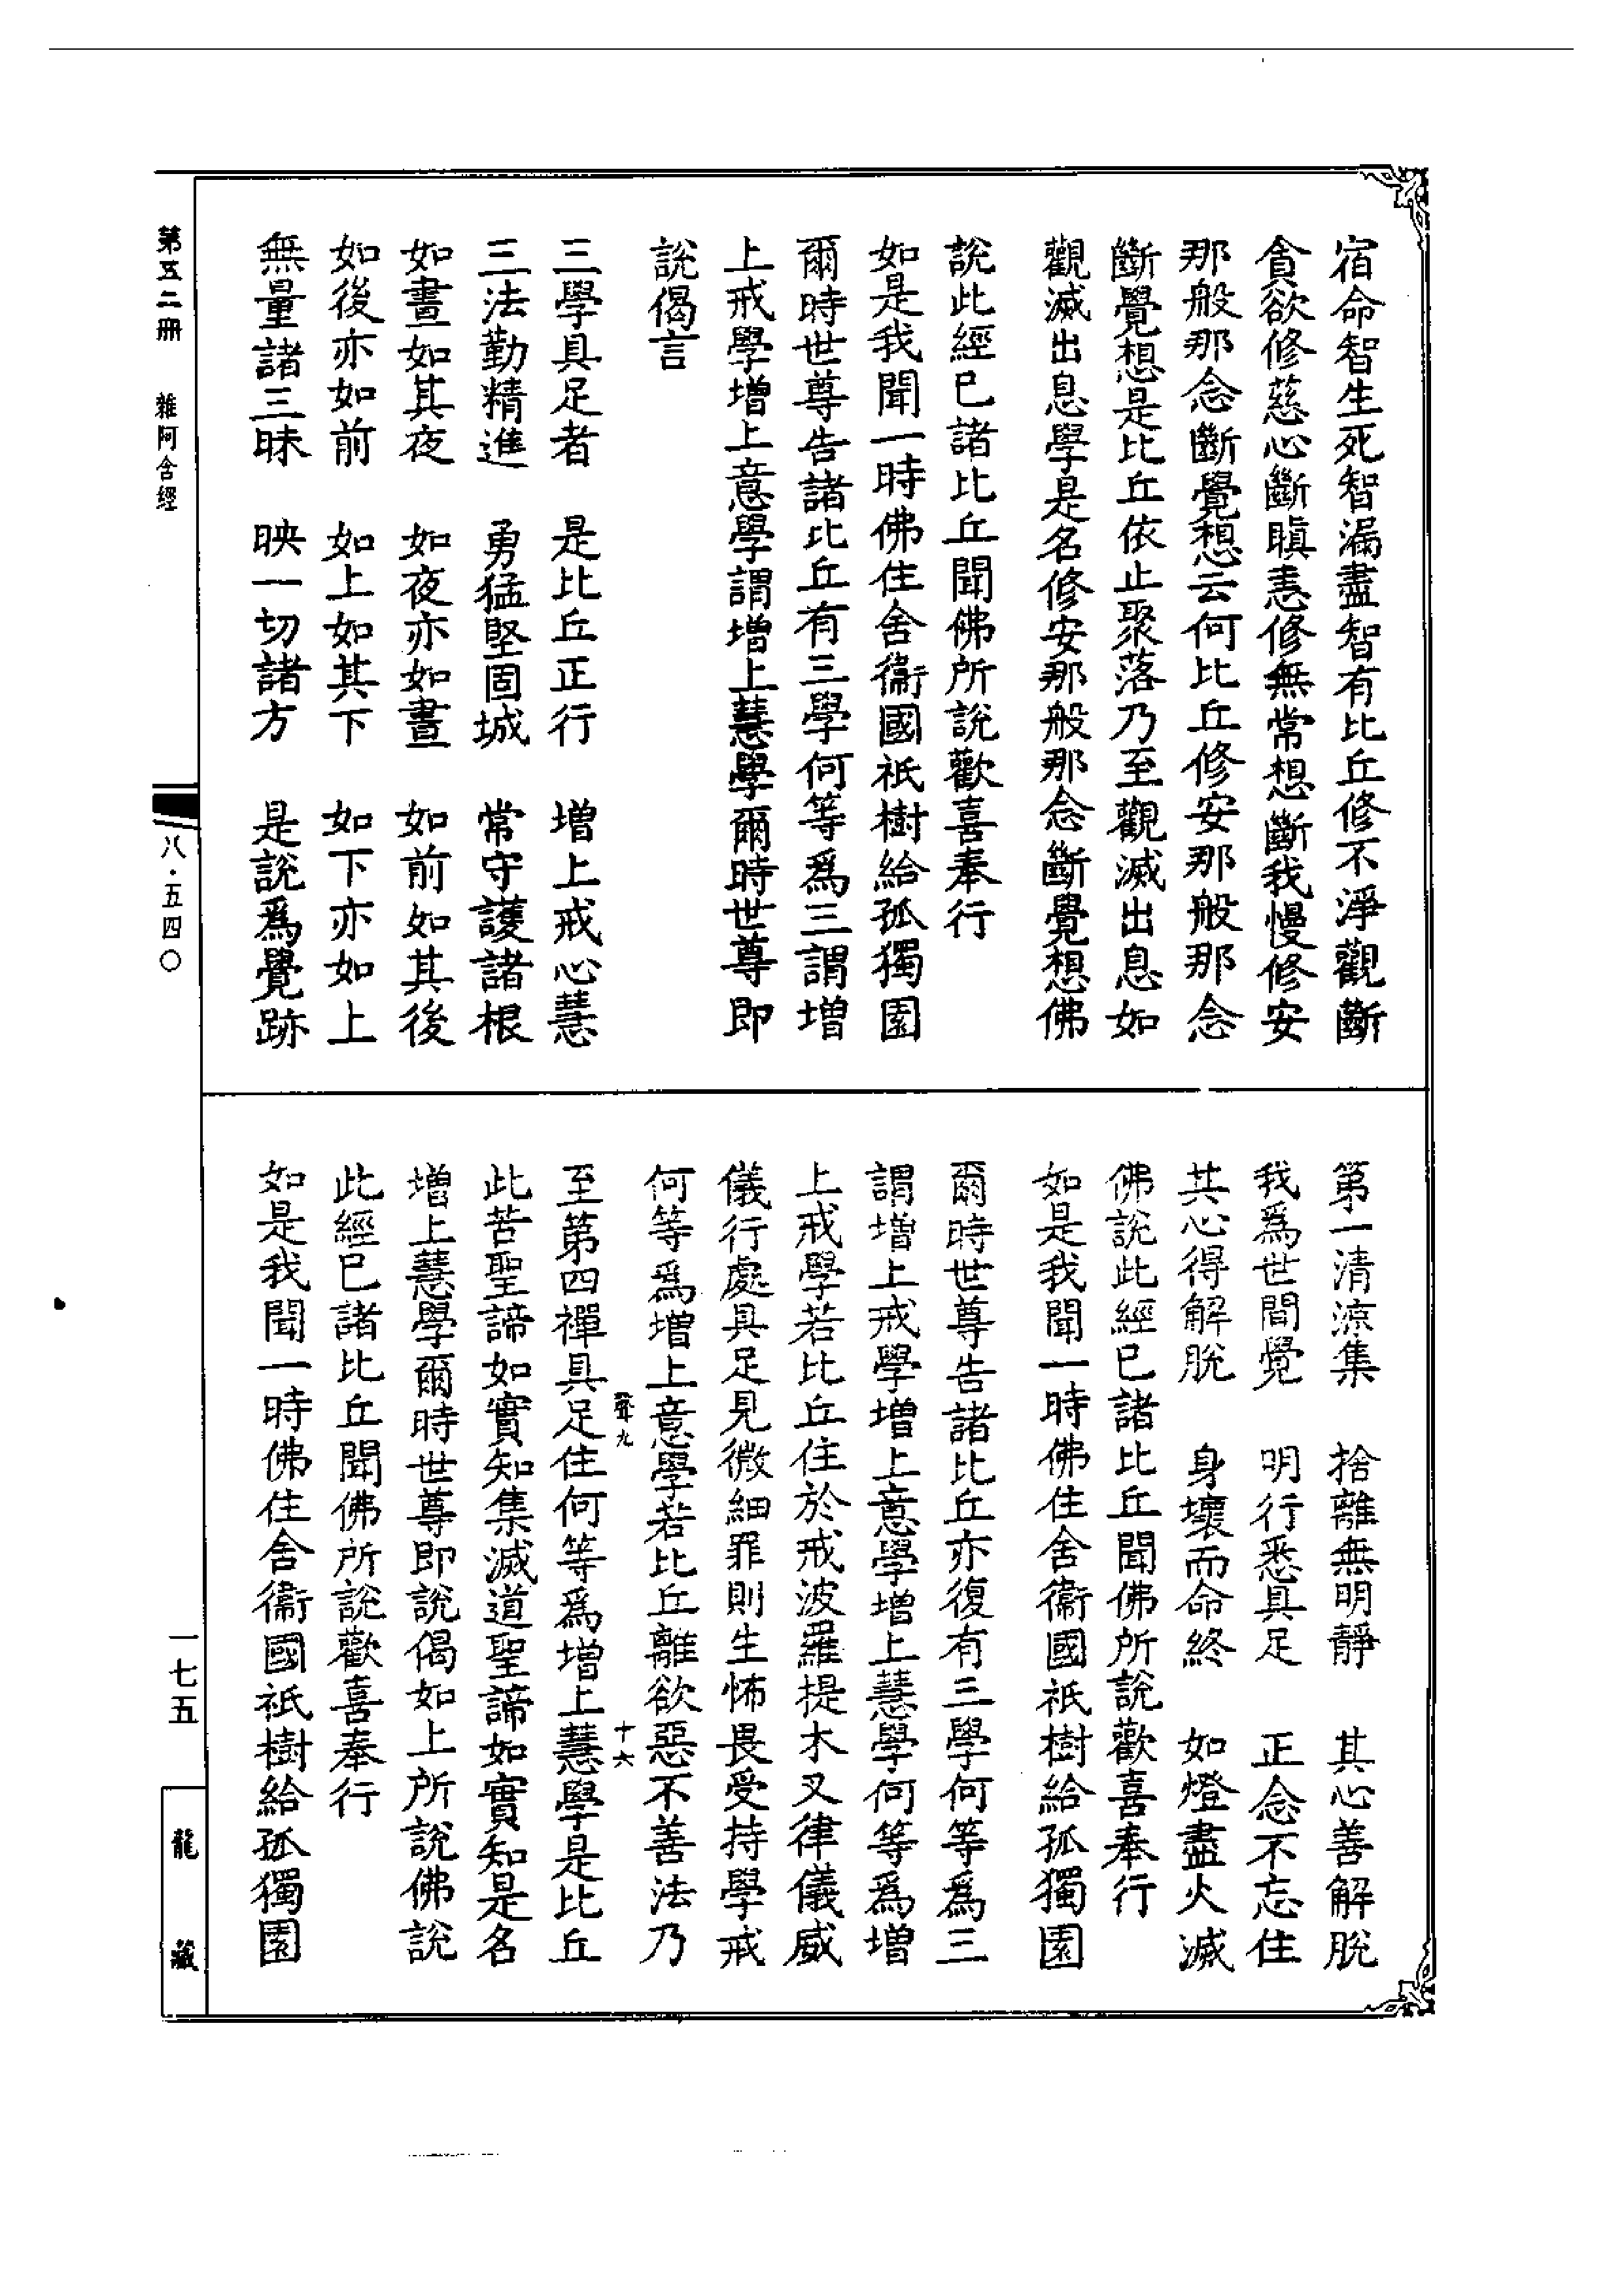 宿命智生死智漏盡智有比丘修不淨觀斷
貪欲修慈心斷瞋恚修無常想斷我慢修安
那般那念斷覺想云何比丘修安那般那念
斷覺想是比丘依止聚落乃至觀滅出息如
觀滅出息學是名修安那般那念斷覺想佛
說此經已諸比丘聞佛所說歡喜奉行
如是我聞一時佛住舍衞國祇樹給孤獨園
爾時世尊告諸比丘有三學何等爲三謂增
上戒學增上意學謂增上慧學爾時世尊即
說偈言
三學具足者　是比丘正行　增上戒心慧
三法勤精進　勇猛堅固城　常守護諸根
如晝如其夜　如夜亦如晝　如前如其後
如後亦如前　如上如其下　如下亦如上
無量諸三昧　映一切諸方　是說爲覺跡
第一清涼集　捨離無明靜　其心善解脫
我爲世間覺　明行悉具足　正念不忘住
其心得解脫　身壞而命終　如燈盡火滅
佛說此經已諸比丘聞佛所說歡喜奉行
如是我聞一時佛住舍衞國祇樹給孤獨園
爾時世尊告諸比丘亦復有三學何等爲三
謂增上戒學增上意學增上慧學何等爲增
上戒學若比丘住於戒波羅提木叉律儀威
儀行處具足見微細罪則生怖畏受持學戒
何等爲增上意學若比丘離欲惡不善法乃
聲九　十六
至第四禪具足住何等爲增上慧學是比丘
此苦聖諦如實知集滅道聖諦如實知是名
增上慧學爾時世尊即說偈如上所說佛說
此經已諸比丘聞佛所說歡喜奉行
如是我聞一時佛住舍衞國祇樹給孤獨園
第五二冊　雜阿含經
八·五四〇
一七五
龍藏